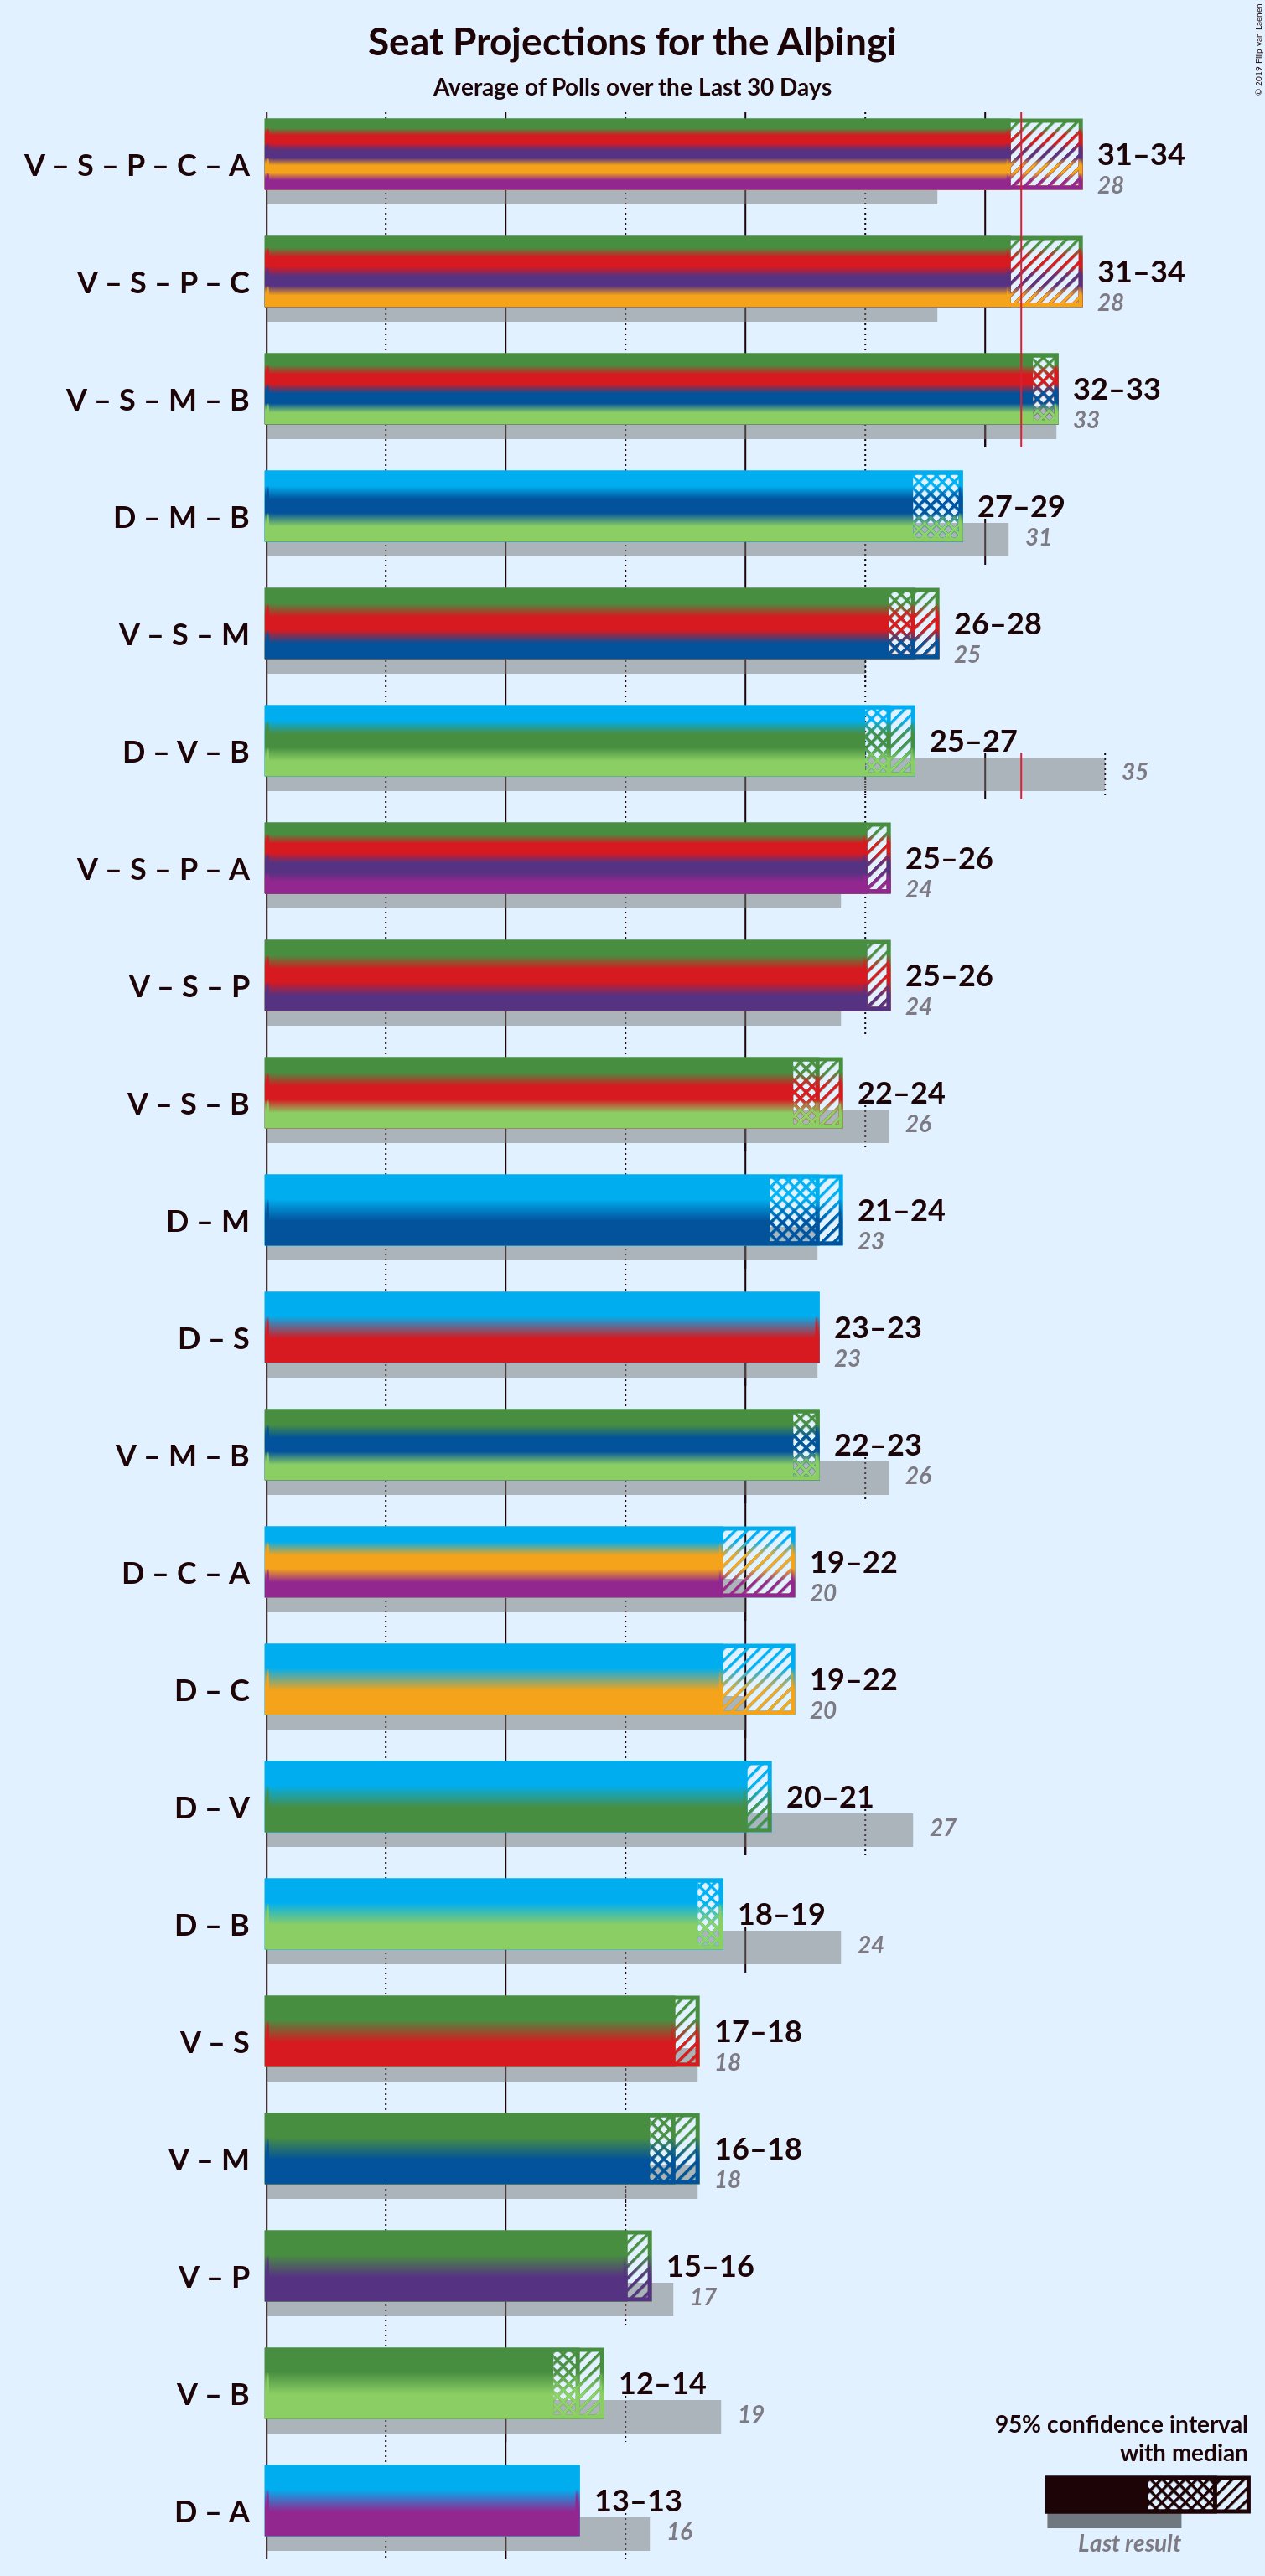 Seat Projections for the Alþingi
Average of Polls over the Last 30 Days
© 2019 Filip van Laenen
V – S – P – C – A
31–34
28
V – S – P – C
31–34
28
V – S – M – B
32–33
33
D – M – B
27–29
31
V – S – M
26–28
25
D – V – B
25–27
35
V – S – P – A
25–26
24
V – S – P
25–26
24
V – S – B
22–24
26
D – M
21–24
23
D – S
23–23
23
V – M – B
22–23
26
D – C – A
19–22
20
D – C
19–22
20
D – V
20–21
27
D – B
18–19
24
V – S
17–18
18
V – M
16–18
18
V – P
15–16
17
V – B
12–14
19
D – A
13–13
16
95% confidence interval
with median
Last result